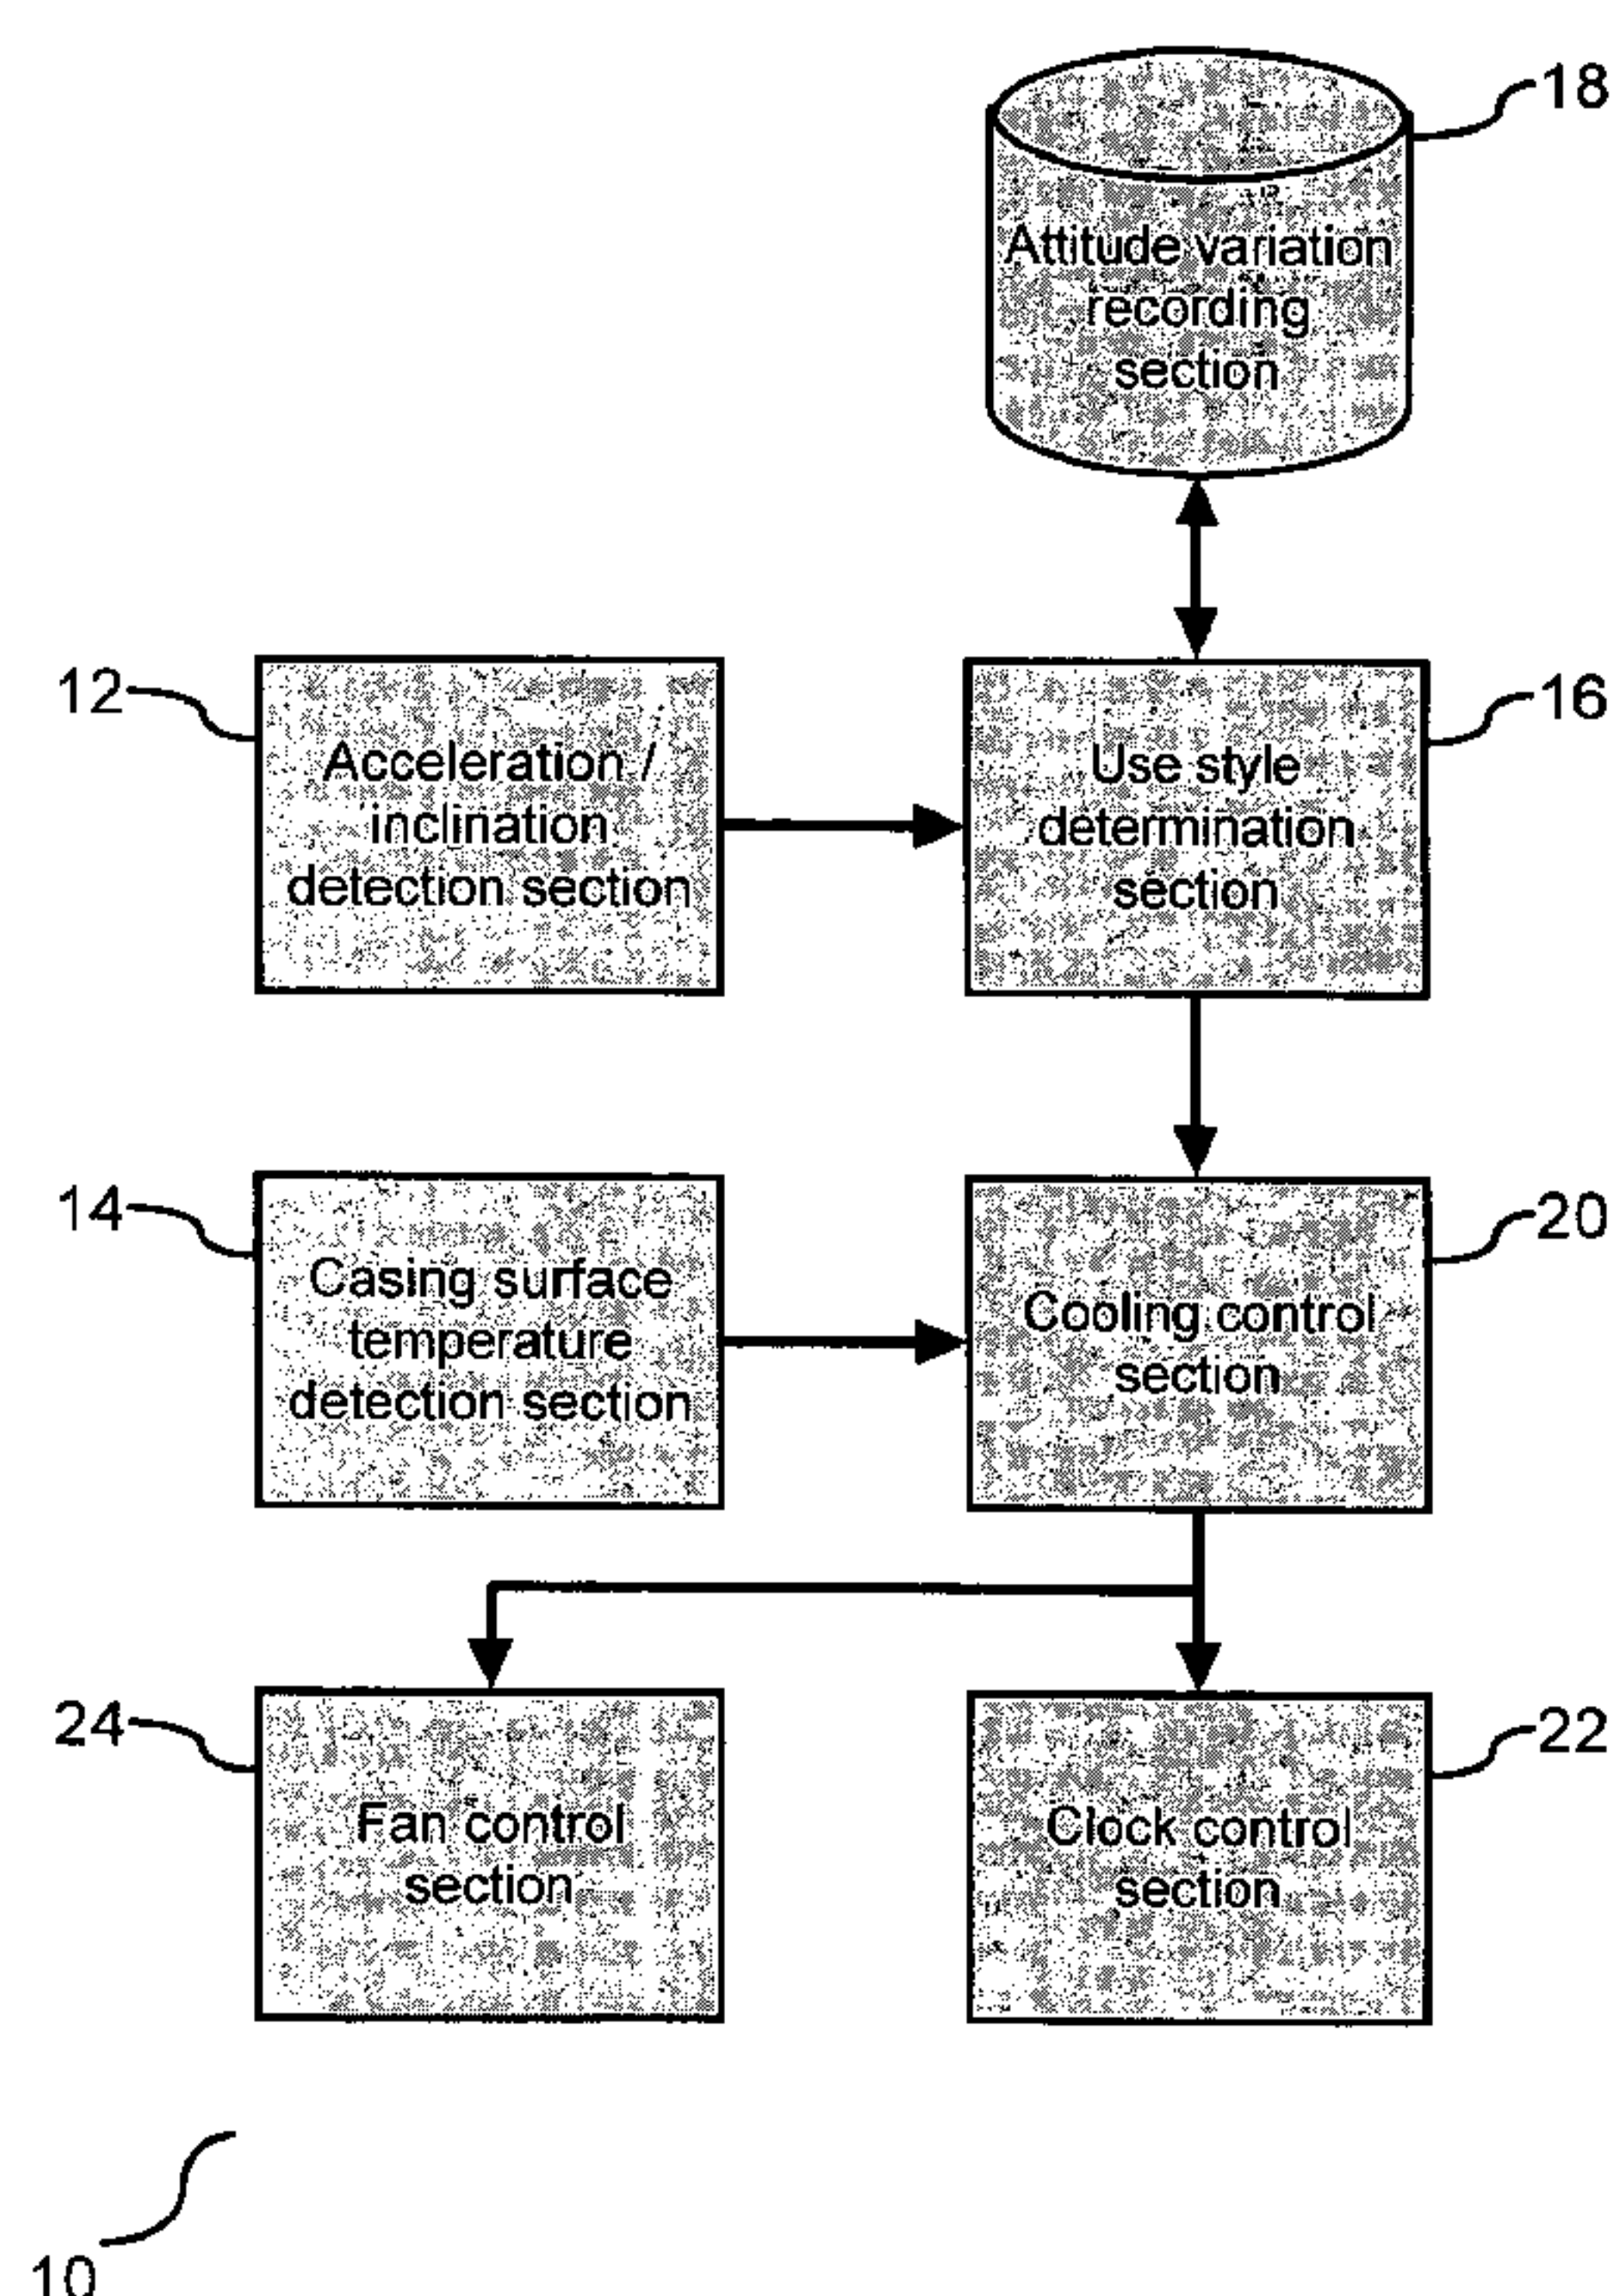 18
Attitude variation
recording
section
12
Acceleration /
inclination
detection section
16
Use style
determination
section
14
Casing surface
temperature
detection section
20
Cooling control
section
24
Fan control
section
22
Clock control
section
10